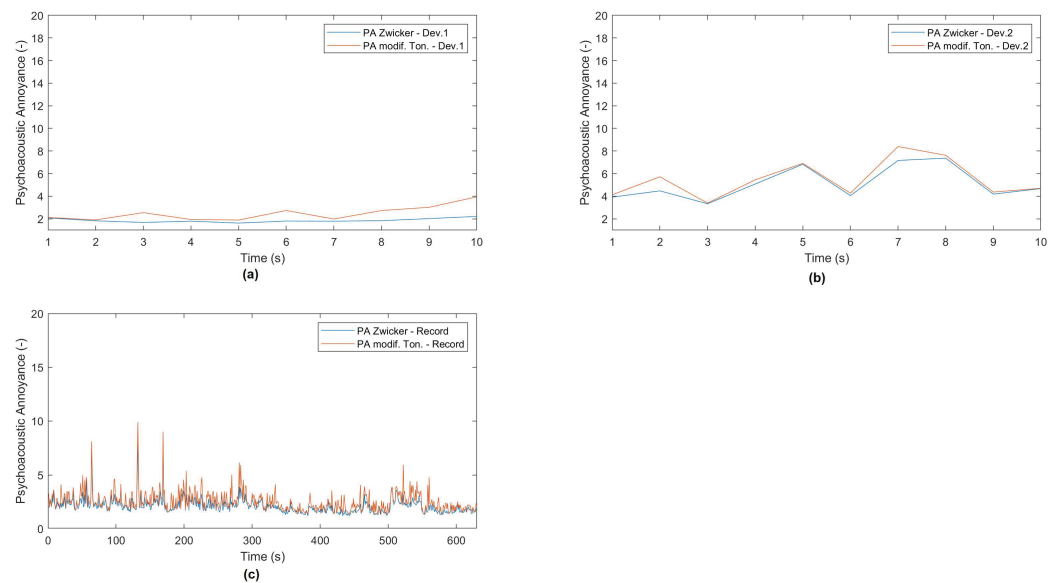 20
18
16
14
12
10
8
6
4
2
Psychoacoustic Annoyance (-)
PA Zwicker - Dev.1
PA modif. Ton. - Dev.1
1 2 3 4 5 6 7 8 9 10
Time (s)
(a)
20
18
16
14
12
10
8
6
4
2
Psychoacoustic Annoyance (-)
PA Zwicker - Dev.2
PA modif. Ton. - Dev.2
1 2 3 4 5 6 7 8 9 10
Time (s)
(b)
20
15
10
5
0
Psychoacoustic Annoyance (-)
PA Zwicker - Record
PA modif. Ton. - Record
0 100 200 300 400 500 600
Time (s)
(c)